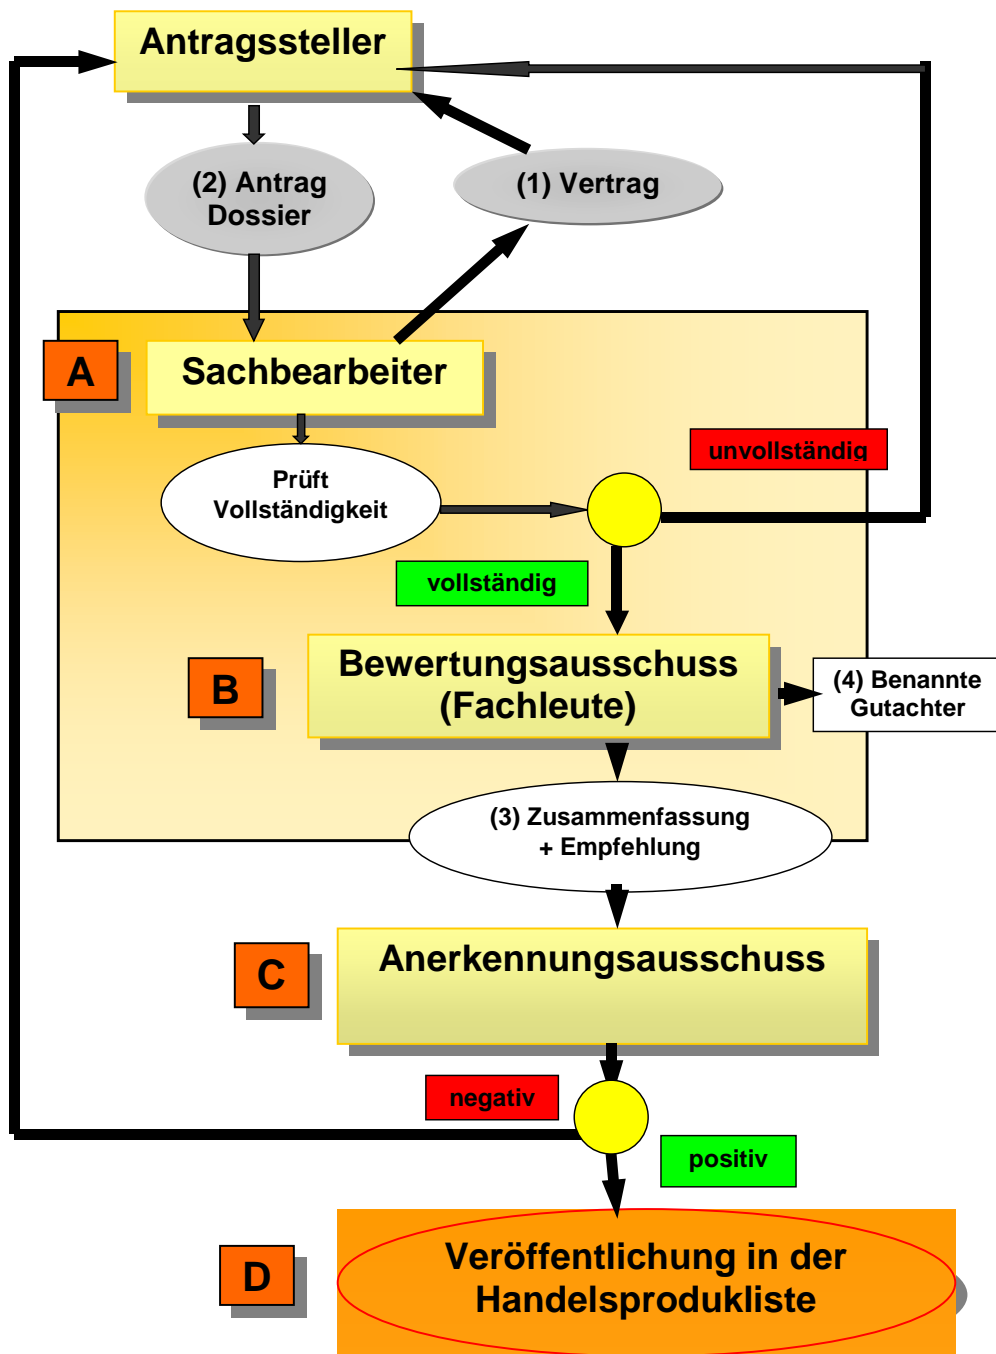 Antragssteller
(2) Antrag
Dossier
(1) Vertrag
A
Sachbearbeiter
unvollständig
Prüft
Vollständigkeit
vollständig
B
Bewertungsausschuss
(Fachleute)
(4) Benannte
Gutachter
(3) Zusammenfassung
+ Empfehlung
C
Anerkennungsausschuss
negativ
positiv
D
Veröffentlichung in der
Handelsprodukliste